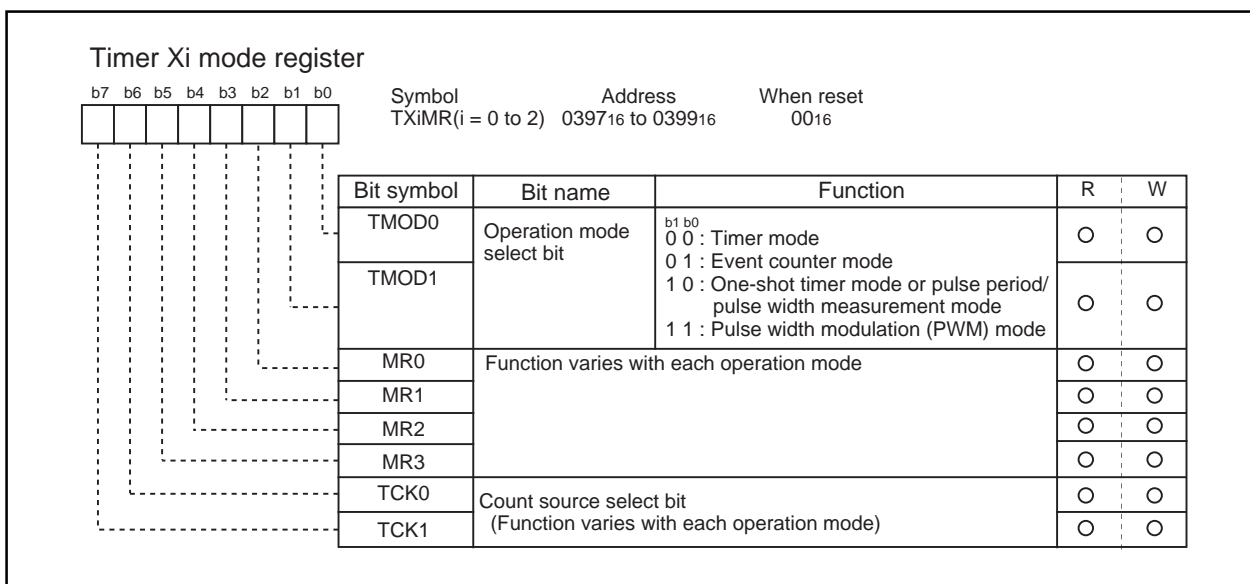 Timer Xi mode register
b7 b6 b5 b4 b3 b2 b1 b0
Symbol Address When reset
TXiMR(i = 0 to 2) 039716 to 039916 0016
Bit symbol Bit name Function R W
TMOD0
TMOD1
Operation mode
select bit
b1 b0
0 0 : Timer mode
0 1 : Event counter mode
1 0 : One-shot timer mode or pulse period/
pulse width measurement mode
1 1 : Pulse width modulation (PWM) mode
MR0 Function varies with each operation mode
MR1
MR2
MR3
TCK0
TCK1
Count source select bit
(Function varies with each operation mode)